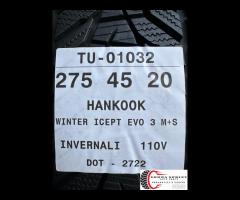 TU-01032
275 45 20
HANKOOK
WINTER ICEPT EVO 3 M+S
INVERNALI 110V
DOT - 2722